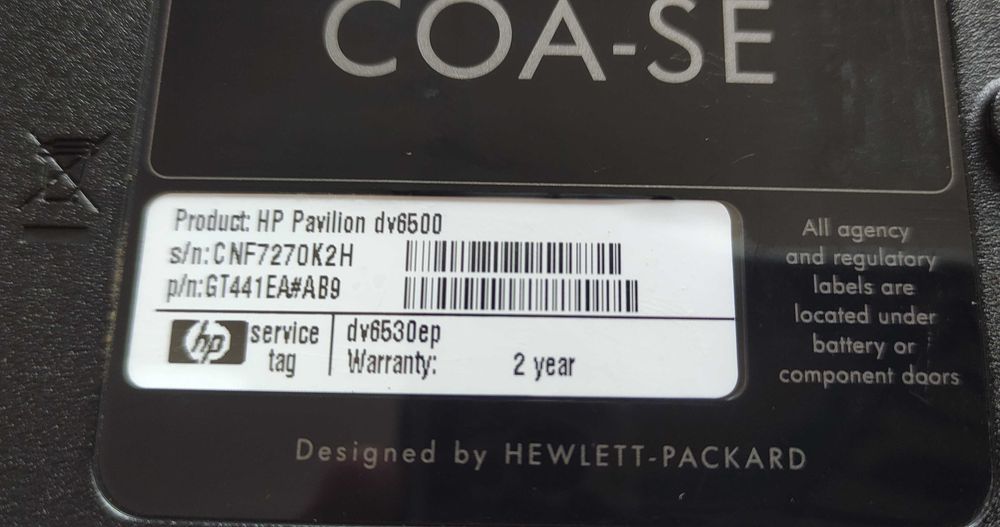 COA-SE
Product: HP Pavilion dv6500
s/n:CNF7270K2H
p/n:GT441EA#AB9
hp
service
tag
dv6530ep
Warranty: 2 year
All agency
and regulatory
labels are
located under
battery or
component doors
Designed by HEWLETT-PACKARD